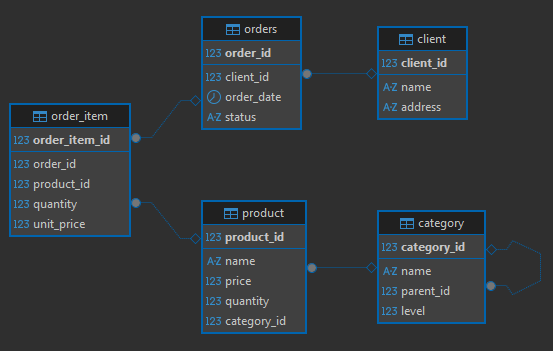 orders
123 order_id
123 client_id
order_date
A-Z status
client
123 client_id
A-Z name
A-Z address
order_item
123 order_item_id
123 order_id
123 product_id
123 quantity
123 unit_price
product
123 product_id
A-Z name
123 price
123 quantity
123 category_id
category
123 category_id
A-Z name
123 parent_id
123 level